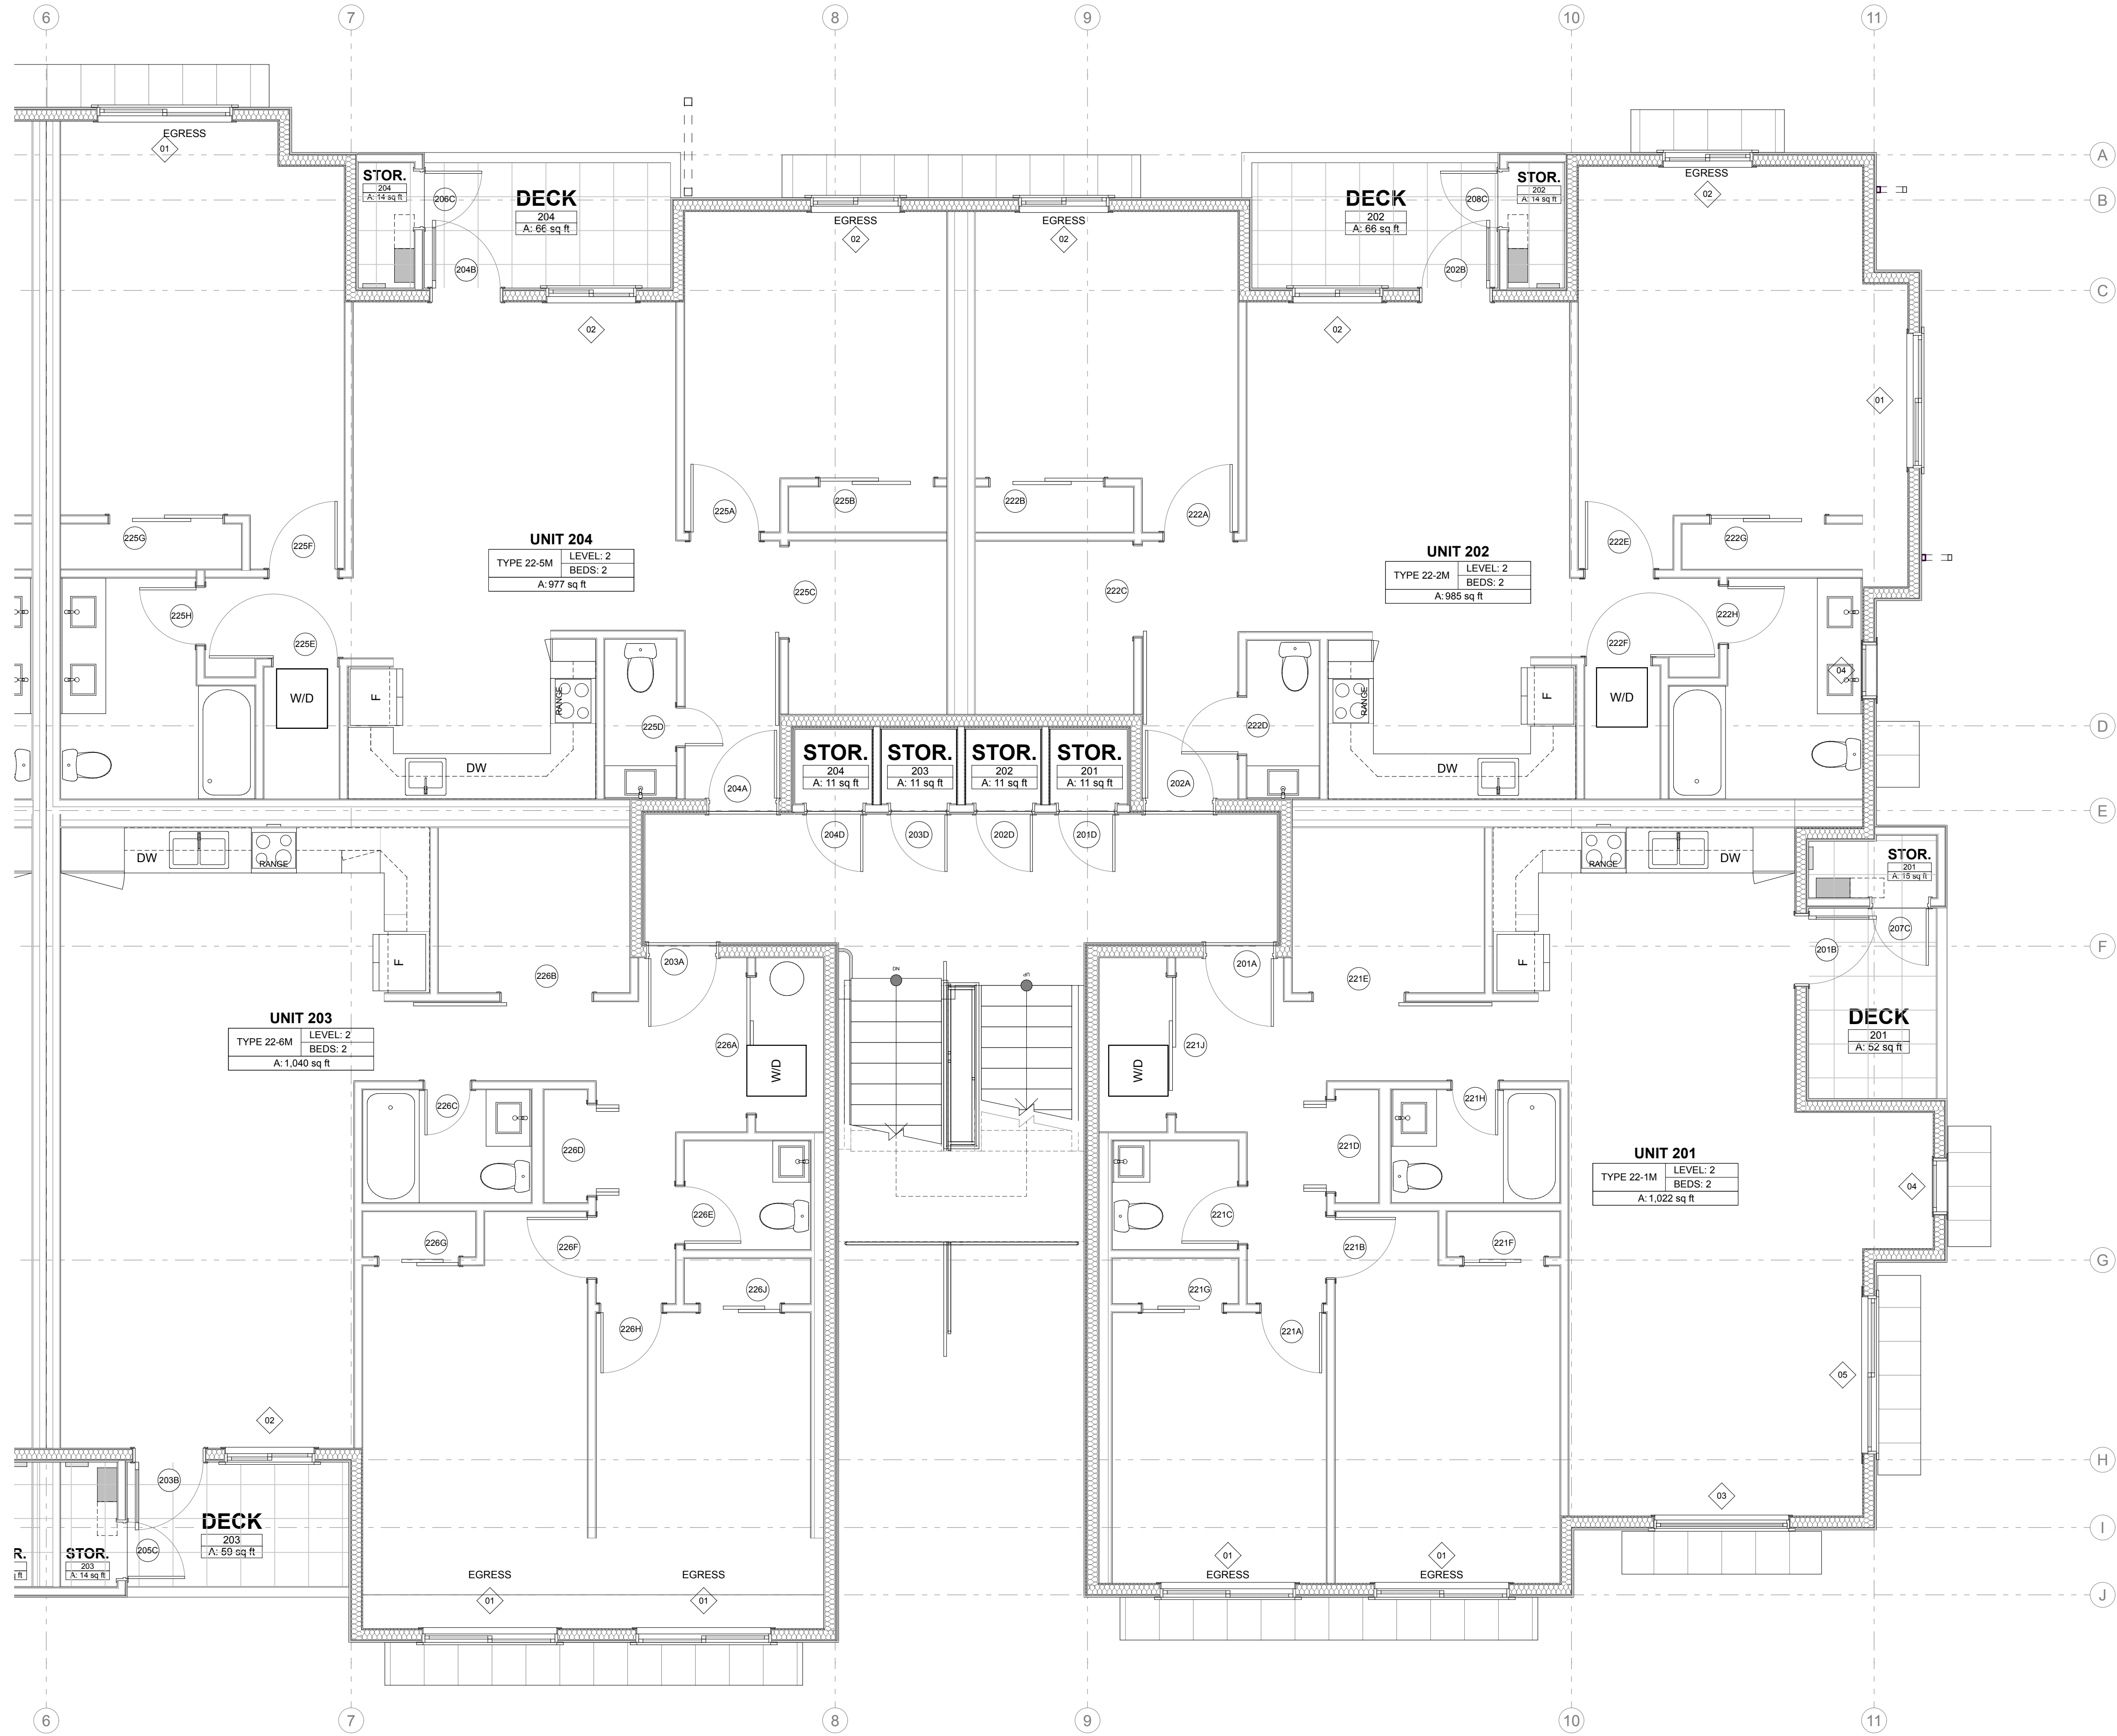 6 7 8 9 10 11
EGRESS
01
A
STOR.
204
A: 14 sq ft
206C
DECK
204
A: 66 sq ft
204B
02
EGRESS
02
EGRESS
02
DECK
202
A: 66 sq ft
208C
STOR.
202
A: 14 sq ft
202B
02
EGRESS
02
B
C
01
225G
225F
225A
225B
222B
222A
222E
222G
UNIT 204
TYPE 22-5M
LEVEL: 2
BEDS: 2
A: 977 sq ft
UNIT 202
TYPE 22-2M
LEVEL: 2
BEDS: 2
A: 985 sq ft
225C
222C
225H
225E
222F
222H
04
W/D
F
RANGE
225D
222D
RANGE
F
W/D
D
DW
DW
204A
STOR.
204
A: 11 sq ft
STOR.
203
A: 11 sq ft
STOR.
202
A: 11 sq ft
STOR.
201
A: 11 sq ft
202A
E
204D
203D
202D
201D
DW
RANGE
RANGE
DW
STOR.
201
A: 15 sq ft
207C
201B
F
F
226B
203A
DN
UP
201A
221E
F
UNIT 203
TYPE 22-6M
LEVEL: 2
BEDS: 2
A: 1,040 sq ft
226A
W/D
W/D
221J
DECK
201
A: 52 sq ft
226C
226D
221D
221H
UNIT 201
TYPE 22-1M
LEVEL: 2
BEDS: 2
A: 1,022 sq ft
04
226G
226F
226E
221C
221B
221F
G
226J
226H
221G
221A
05
02
203B
H
03
DECK
203
A: 59 sq ft
205C
STOR.
203
A: 14 sq ft
R.
I
EGRESS
01
EGRESS
01
01
EGRESS
01
EGRESS
J
6 7 8 9 10 11